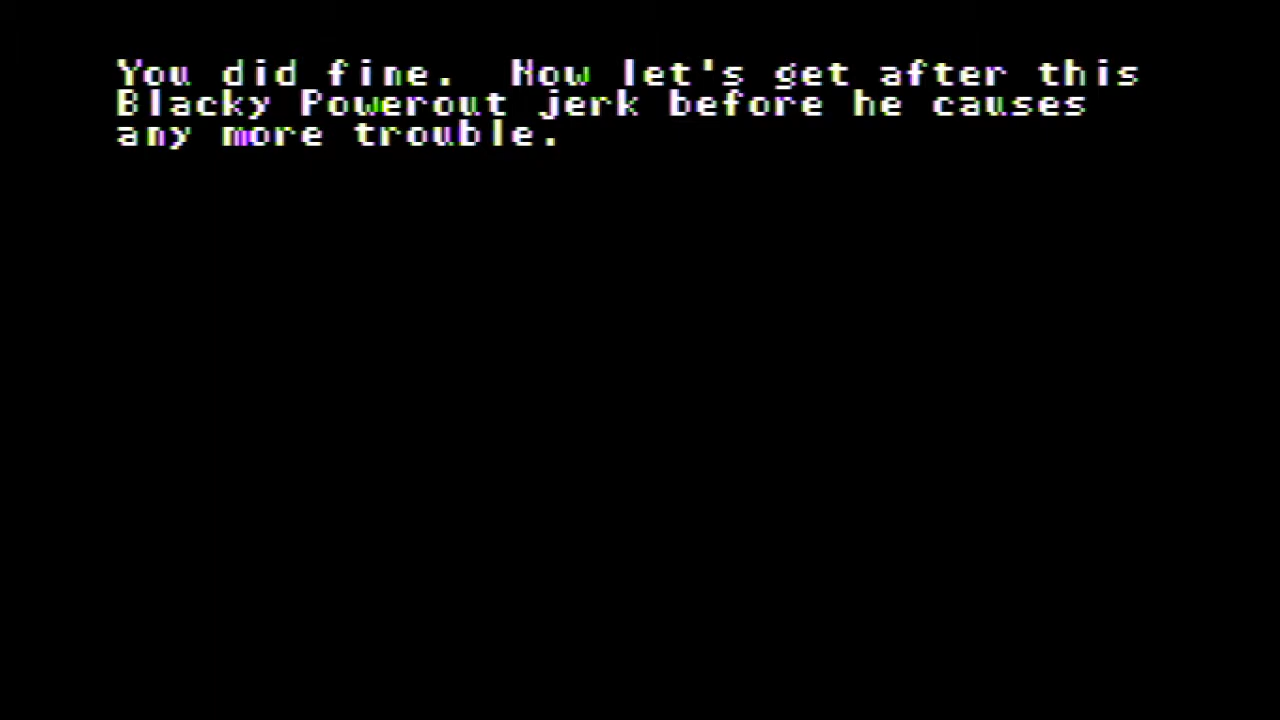 You did fine.  Now let's get after this
Blacky Powerout jerk before he causes
any more trouble.